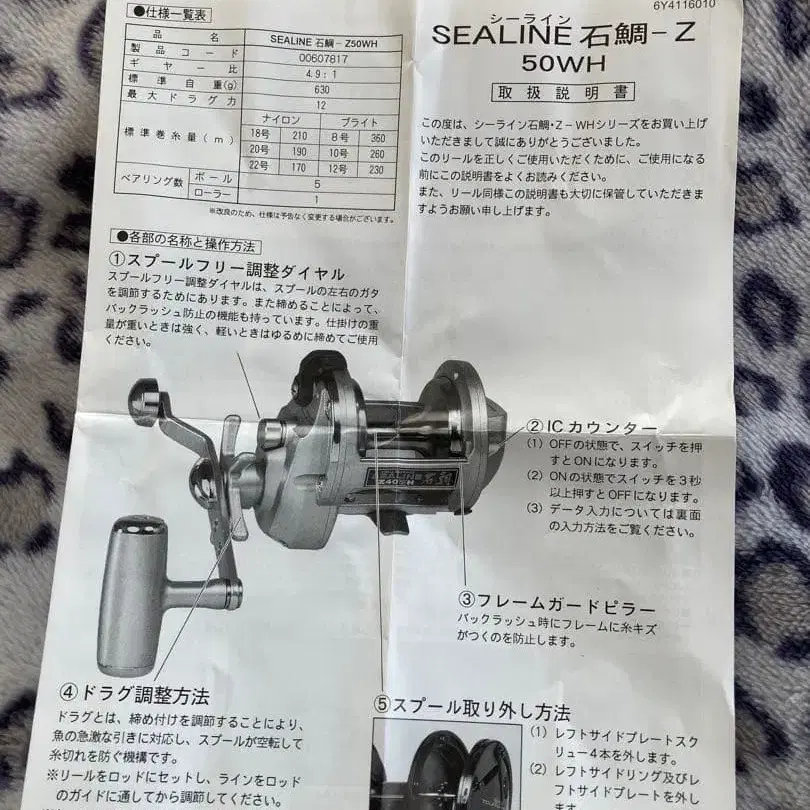 6Y4116010
●仕様一覧表
品 名 SEALINE 石鯛-Z50WH
製品コード 00607817
ギヤー比 4.9:1
標準自重(g) 630
最大ドラグ力 12
標準巻糸量(m) ナイロン ブライト
18号 210 8号 360
20号 190 10号 260
22号 170 12号 230
ベアリング数 ボール 5
ローラー 1
※改良のため、仕様は予告なく変更する場合がございます。
シーライン
SEALINE 石鯛-Z
50WH
取扱説明書
この度は、シーライン石鯛・Z-WHシリーズをお買い上げ
いただきまして誠にありがとうございました。
このリールを正しくご使用いただくために、ご使用になる
前にこの説明書をよくお読みください。
また、リール同様この説明書も大切に保管していただきま
すようお願い申し上げます。
●各部の名称と操作方法
①スプールフリー調整ダイヤル
スプールフリー調整ダイヤルは、スプールの左右のガタ
を調節するためにあります。また締めることによって、
バックラッシュ防止の機能も持っています。仕掛けの重
量が重いときは強く、軽いときはゆるめに締めてご使用
ください。
SEALINE 石鯛
Z40WH
②ICカウンター
(1) OFFの状態で、スイッチを押
すとONになります。
(2) ONの状態でスイッチを3秒
以上押すとOFFになります。
(3) データ入力については裏面
の入力方法をご覧ください。
③フレームガードピラー
バックラッシュ時にフレームに糸キズ
がつくのを防止します。
④ドラグ調整方法
ドラグとは、締め付けを調節することにより、
魚の急激な引きに対応し、スプールが空転して
糸切れを防ぐ機構です。
※リールをロッドにセットし、ラインをロッド
のガイドに通してから調節してください。
⑤スプール取り外し方法
(1) レフトサイドプレートスク
リュー4本を外します。
(2) レフトサイドリング及びレ
フトサイドプレートを外し
ます。